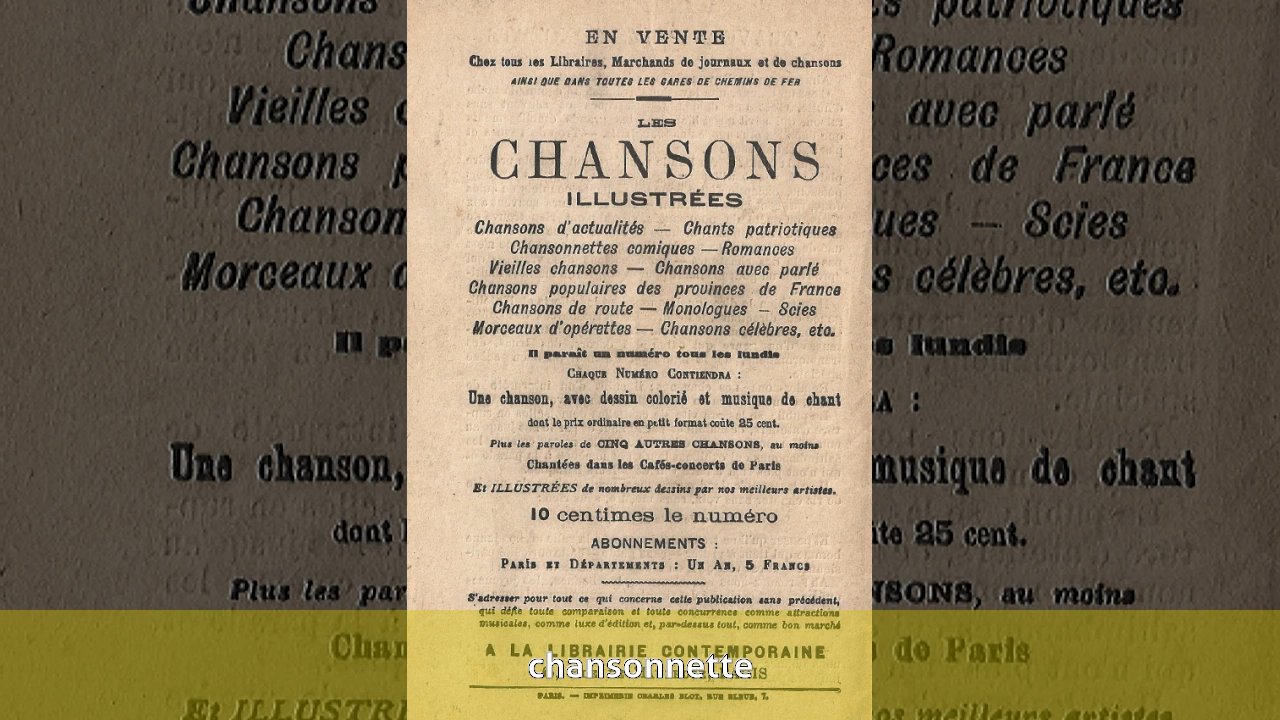 EN VENTE
Chez tous les Libraires, Marchands de journaux et de chansons
AINSI QUE DANS TOUTES LES GARES DE CHEMINS DE FER
LES
CHANSONS
ILLUSTRÉES
Chansons d'actualités — Chants patriotiques
Chansonnettes comiques — Romances
Vieilles chansons — Chansons avec parlé
Chansons populaires des provinces de France
Chansons de route — Monologues — Scies
Morceaux d'opérettes — Chansons célèbres, etc.
Il paraît un numéro tous les lundis
CHAQUE NUMÉRO CONTIENDRA :
Une chanson, avec dessin colorié et musique de chant
dont le prix ordinaire en petit format coûte 25 cent.
Plus les paroles de CINQ AUTRES CHANSONS, au moins
Chantées dans les Cafés-concerts de Paris
Et ILLUSTRÉES de nombreux dessins par nos meilleurs artistes.
10 centimes le numéro
ABONNEMENTS :
PARIS ET DÉPARTEMENTS : UN AN, 5 FRANCS
S'adresser pour tout ce qui concerne cette publication sans précédent,
qui défie toute comparaison et toute concurrence comme attractions
musicales, comme luxe d'édition et, par-dessus tout, comme bon marché
A LA LIBRAIRIE CONTEMPORAINE
chansonnette
PARIS. — IMPRIMERIE CHARLES BLOT, RUE BLEUE, 7.